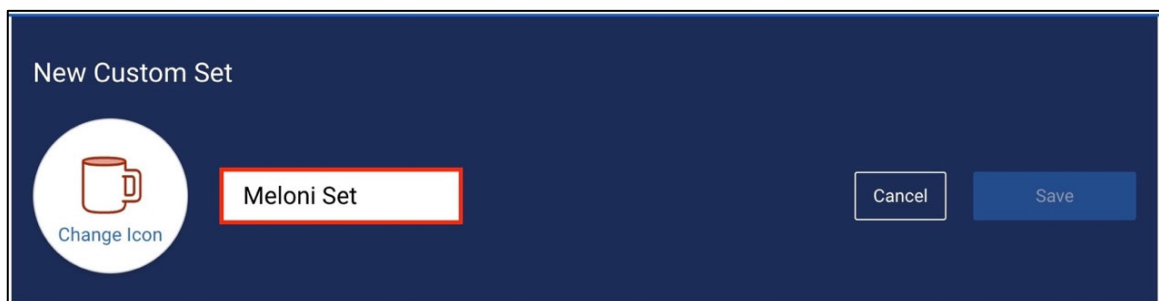 New Custom Set
Change Icon
Meloni Set
Cancel
Save